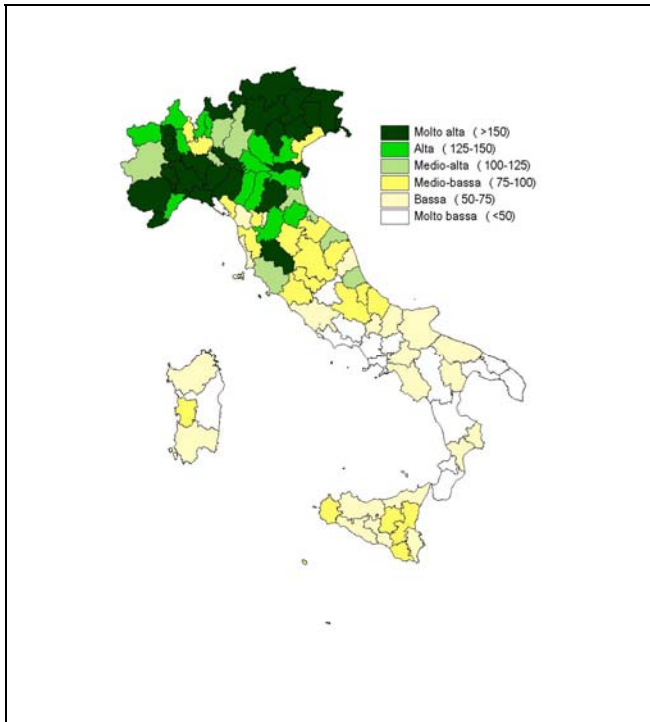 Molto alta (>150)
Alta (125-150)
Medio-alta (100-125)
Medio-bassa (75-100)
Bassa (50-75)
Molto bassa (<50)